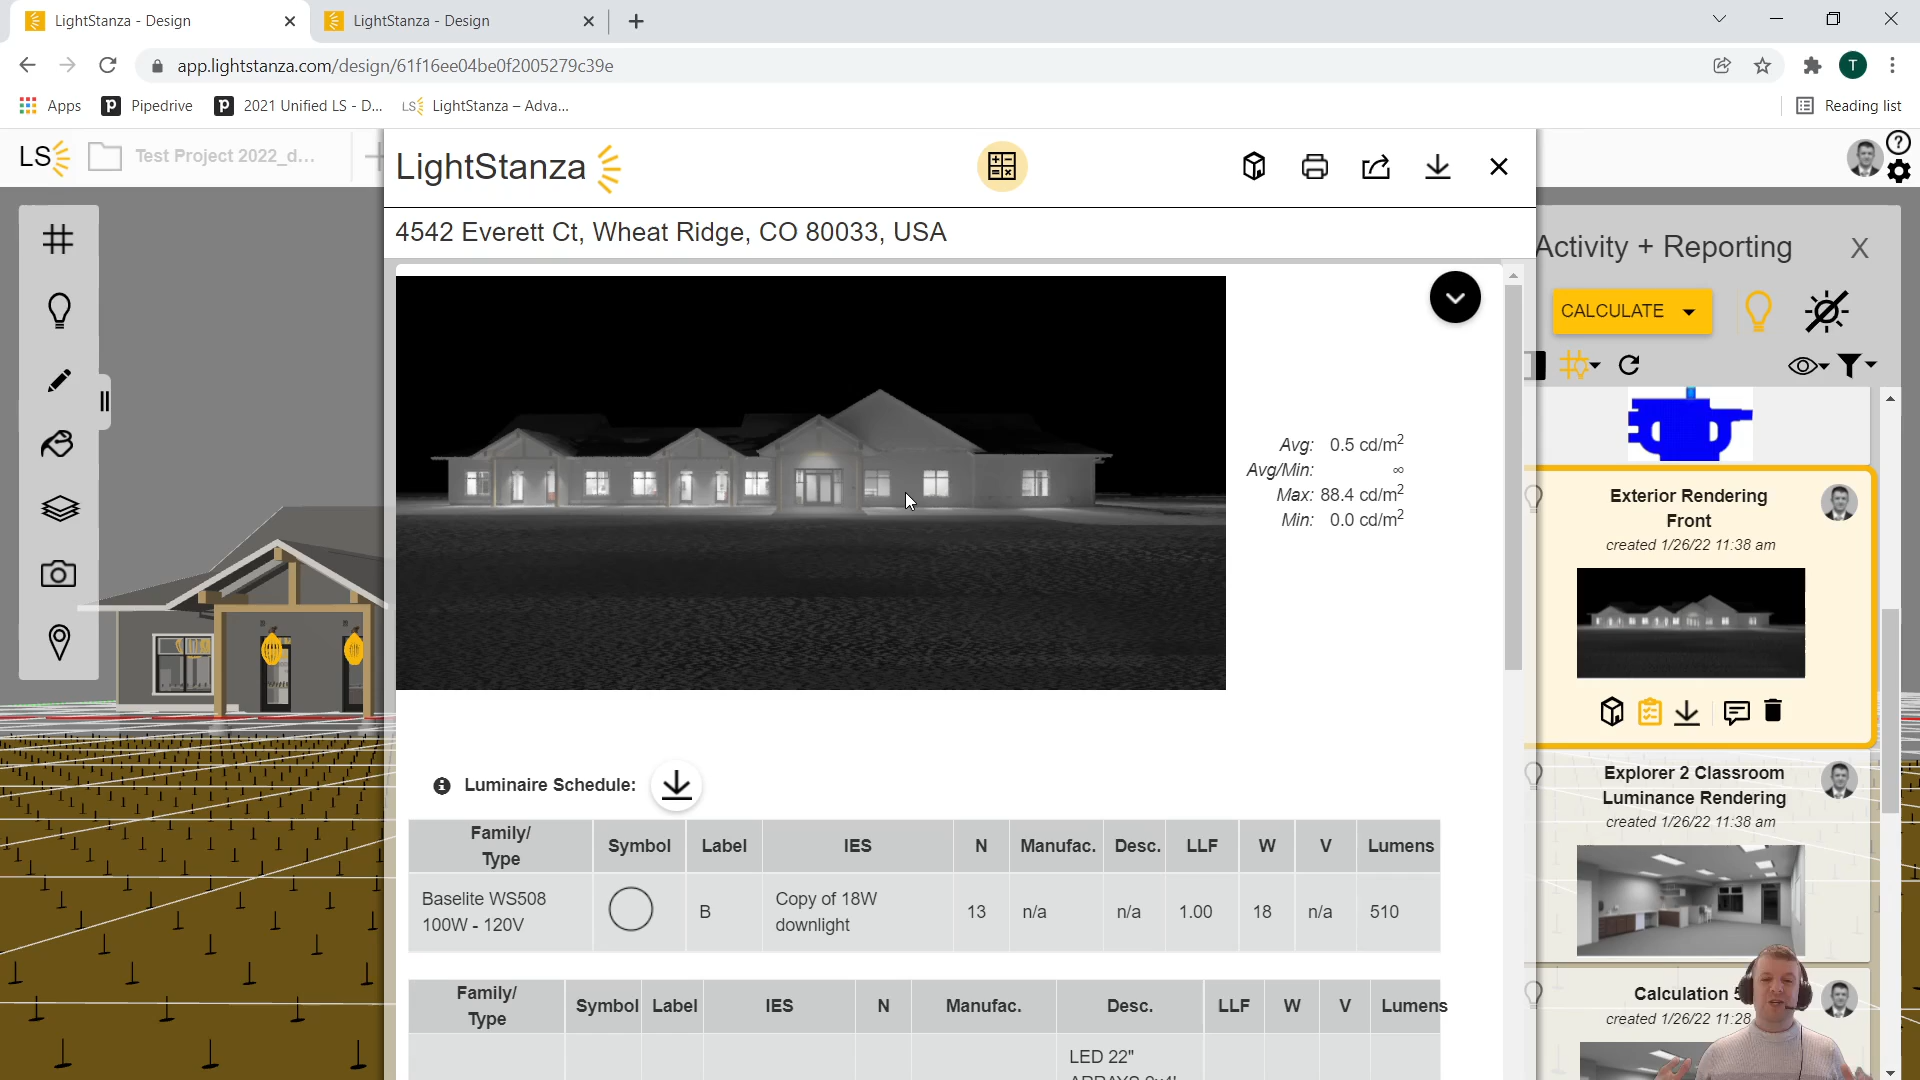 LightStanza - Design
LightStanza - Design
app.lightstanza.com/design/61f16ee04be0f2005279c39e
T
Apps
Pipedrive
2021 Unified LS - D...
LightStanza – Adva...
Reading list
LS
Test Project 2022_d...
LightStanza
4542 Everett Ct, Wheat Ridge, CO 80033, USA
Avg: 0.5 cd/m²
Avg/Min: ∞
Max: 88.4 cd/m²
Min: 0.0 cd/m²
Luminaire Schedule:
Family/
Type Symbol Label IES N Manufac. Desc. LLF W V Lumens
Baselite WS508
100W - 120V B Copy of 18W
downlight 13 n/a n/a 1.00 18 n/a 510
Family/
Type Symbol Label IES N Manufac. Desc. LLF W V Lumens
LED 22"
Activity + Reporting X
CALCULATE
Exterior Rendering
Front
created 1/26/22 11:38 am
Explorer 2 Classroom
Luminance Rendering
created 1/26/22 11:38 am
Calculation
created 1/26/22 11:28